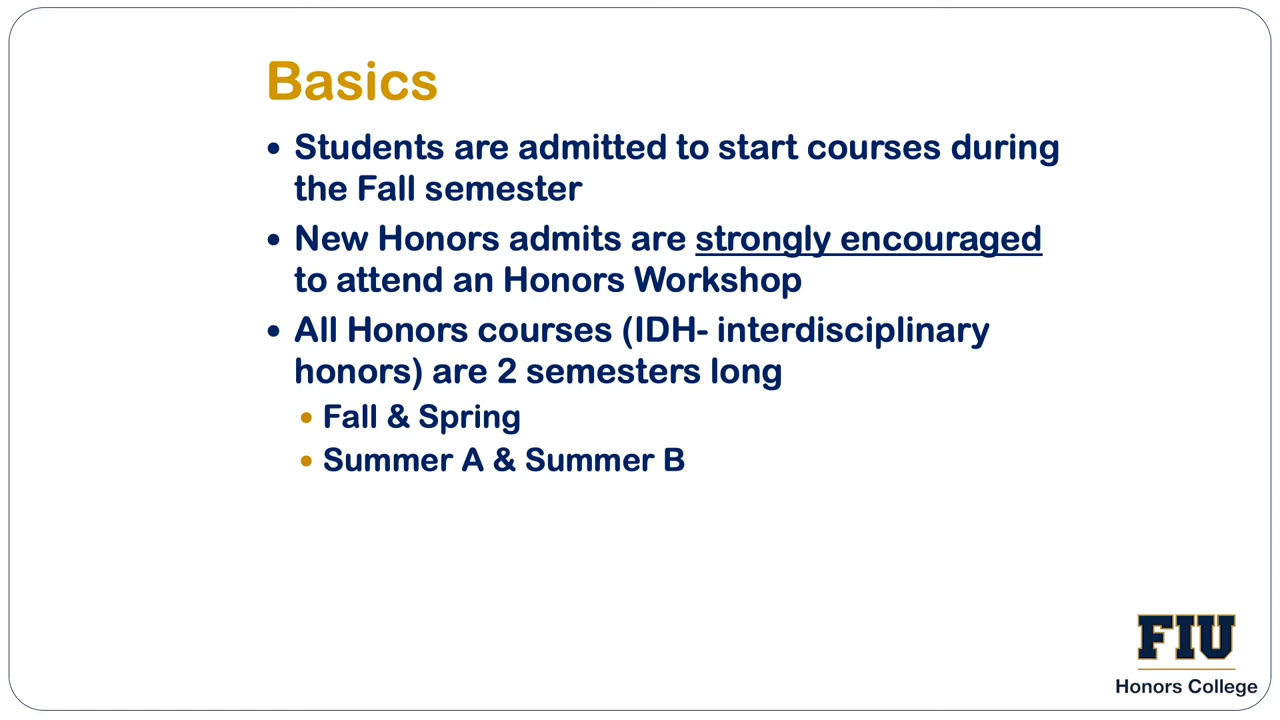 Basics
• Students are admitted to start courses during
the Fall semester
• New Honors admits are strongly encouraged
to attend an Honors Workshop
• All Honors courses (IDH- interdisciplinary
honors) are 2 semesters long
• Fall & Spring
• Summer A & Summer B
FIU
Honors College